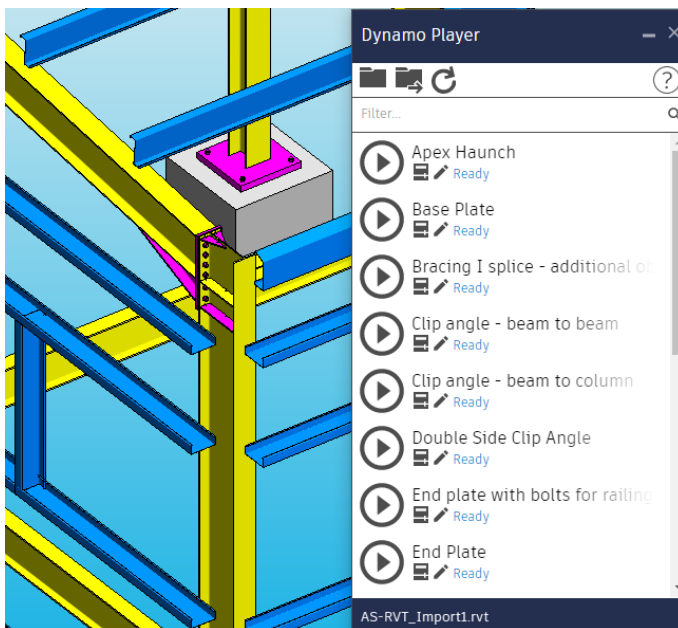 Dynamo Player
Filter...
Apex Haunch
Ready
Base Plate
Ready
Bracing I splice - additional
Ready
Clip angle - beam to beam
Ready
Clip angle - beam to column
Ready
Double Side Clip Angle
Ready
End plate with bolts for railing
Ready
End Plate
Ready
AS-RVT_Import1.rvt